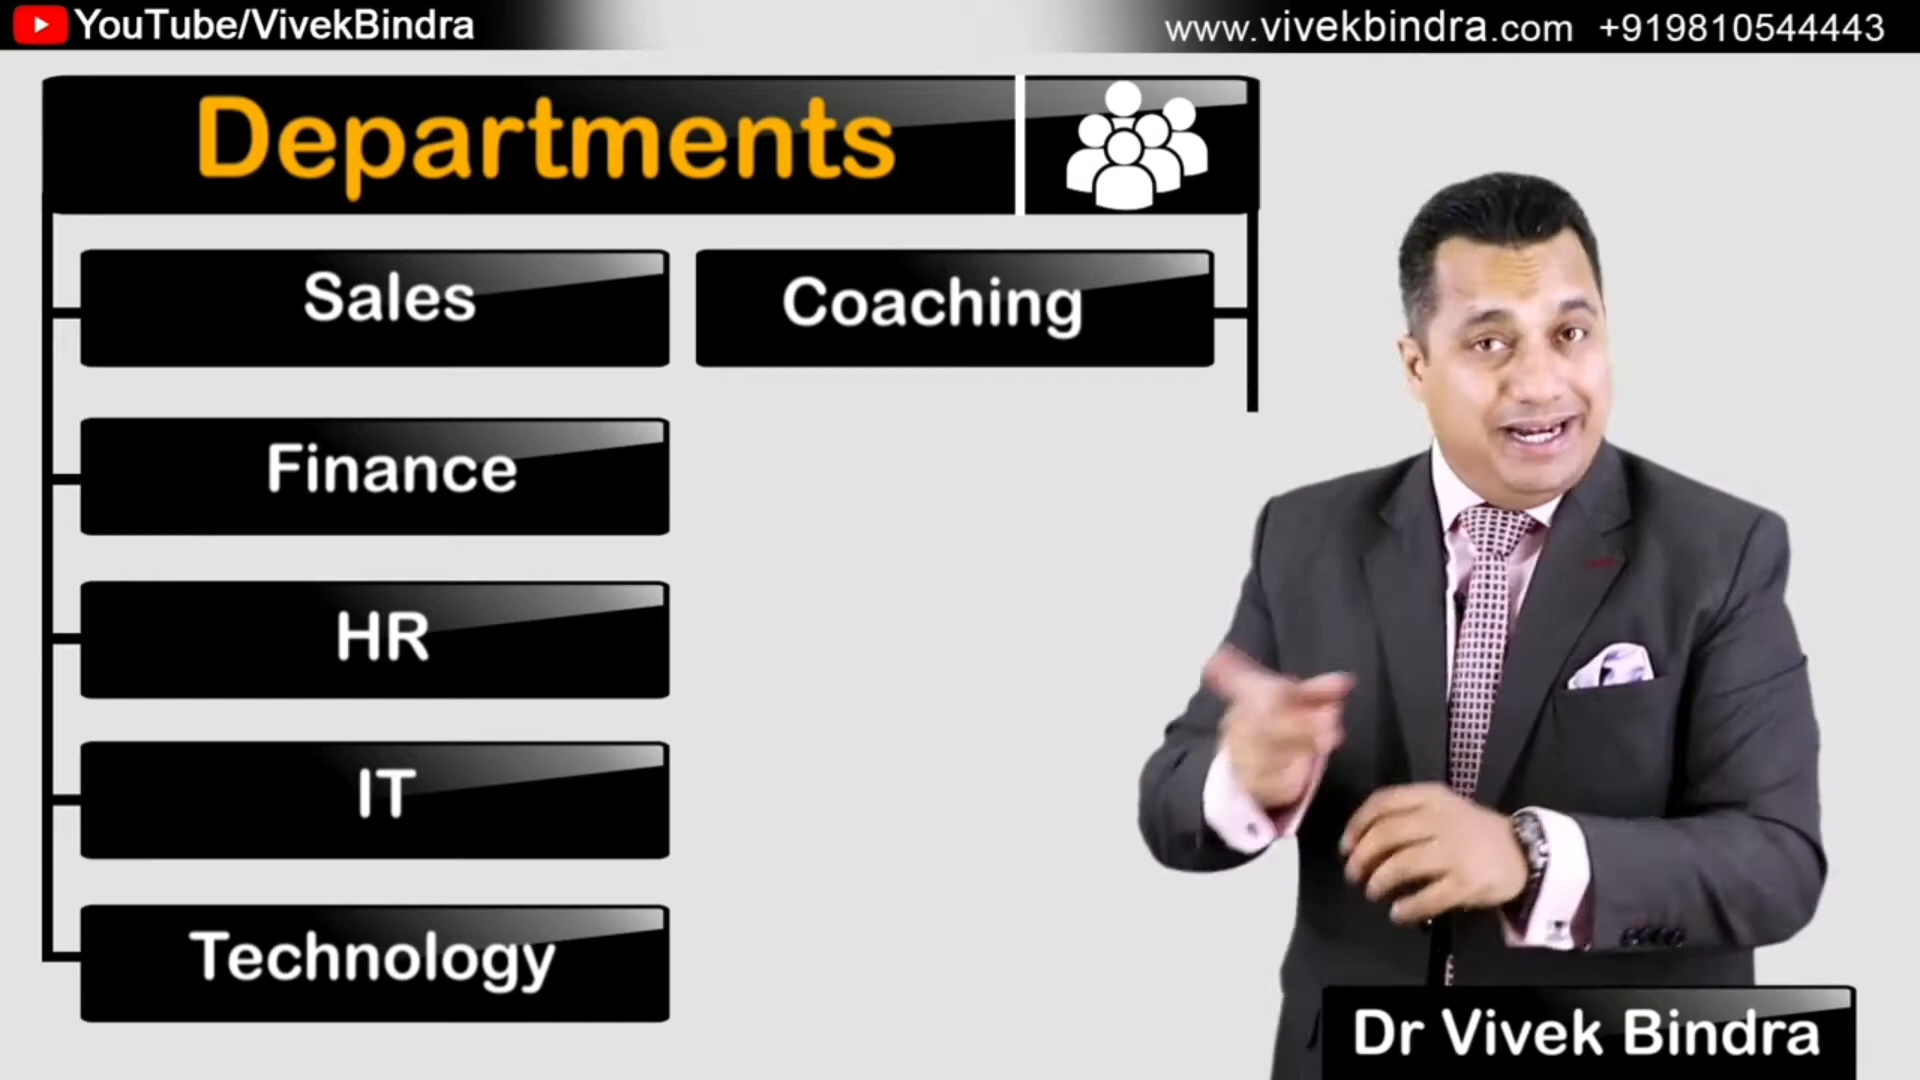 YouTube/VivekBindra
www.vivekbindra.com +919810544443
Departments
Sales
Coaching
Finance
HR
IT
Technology
Dr Vivek Bindra